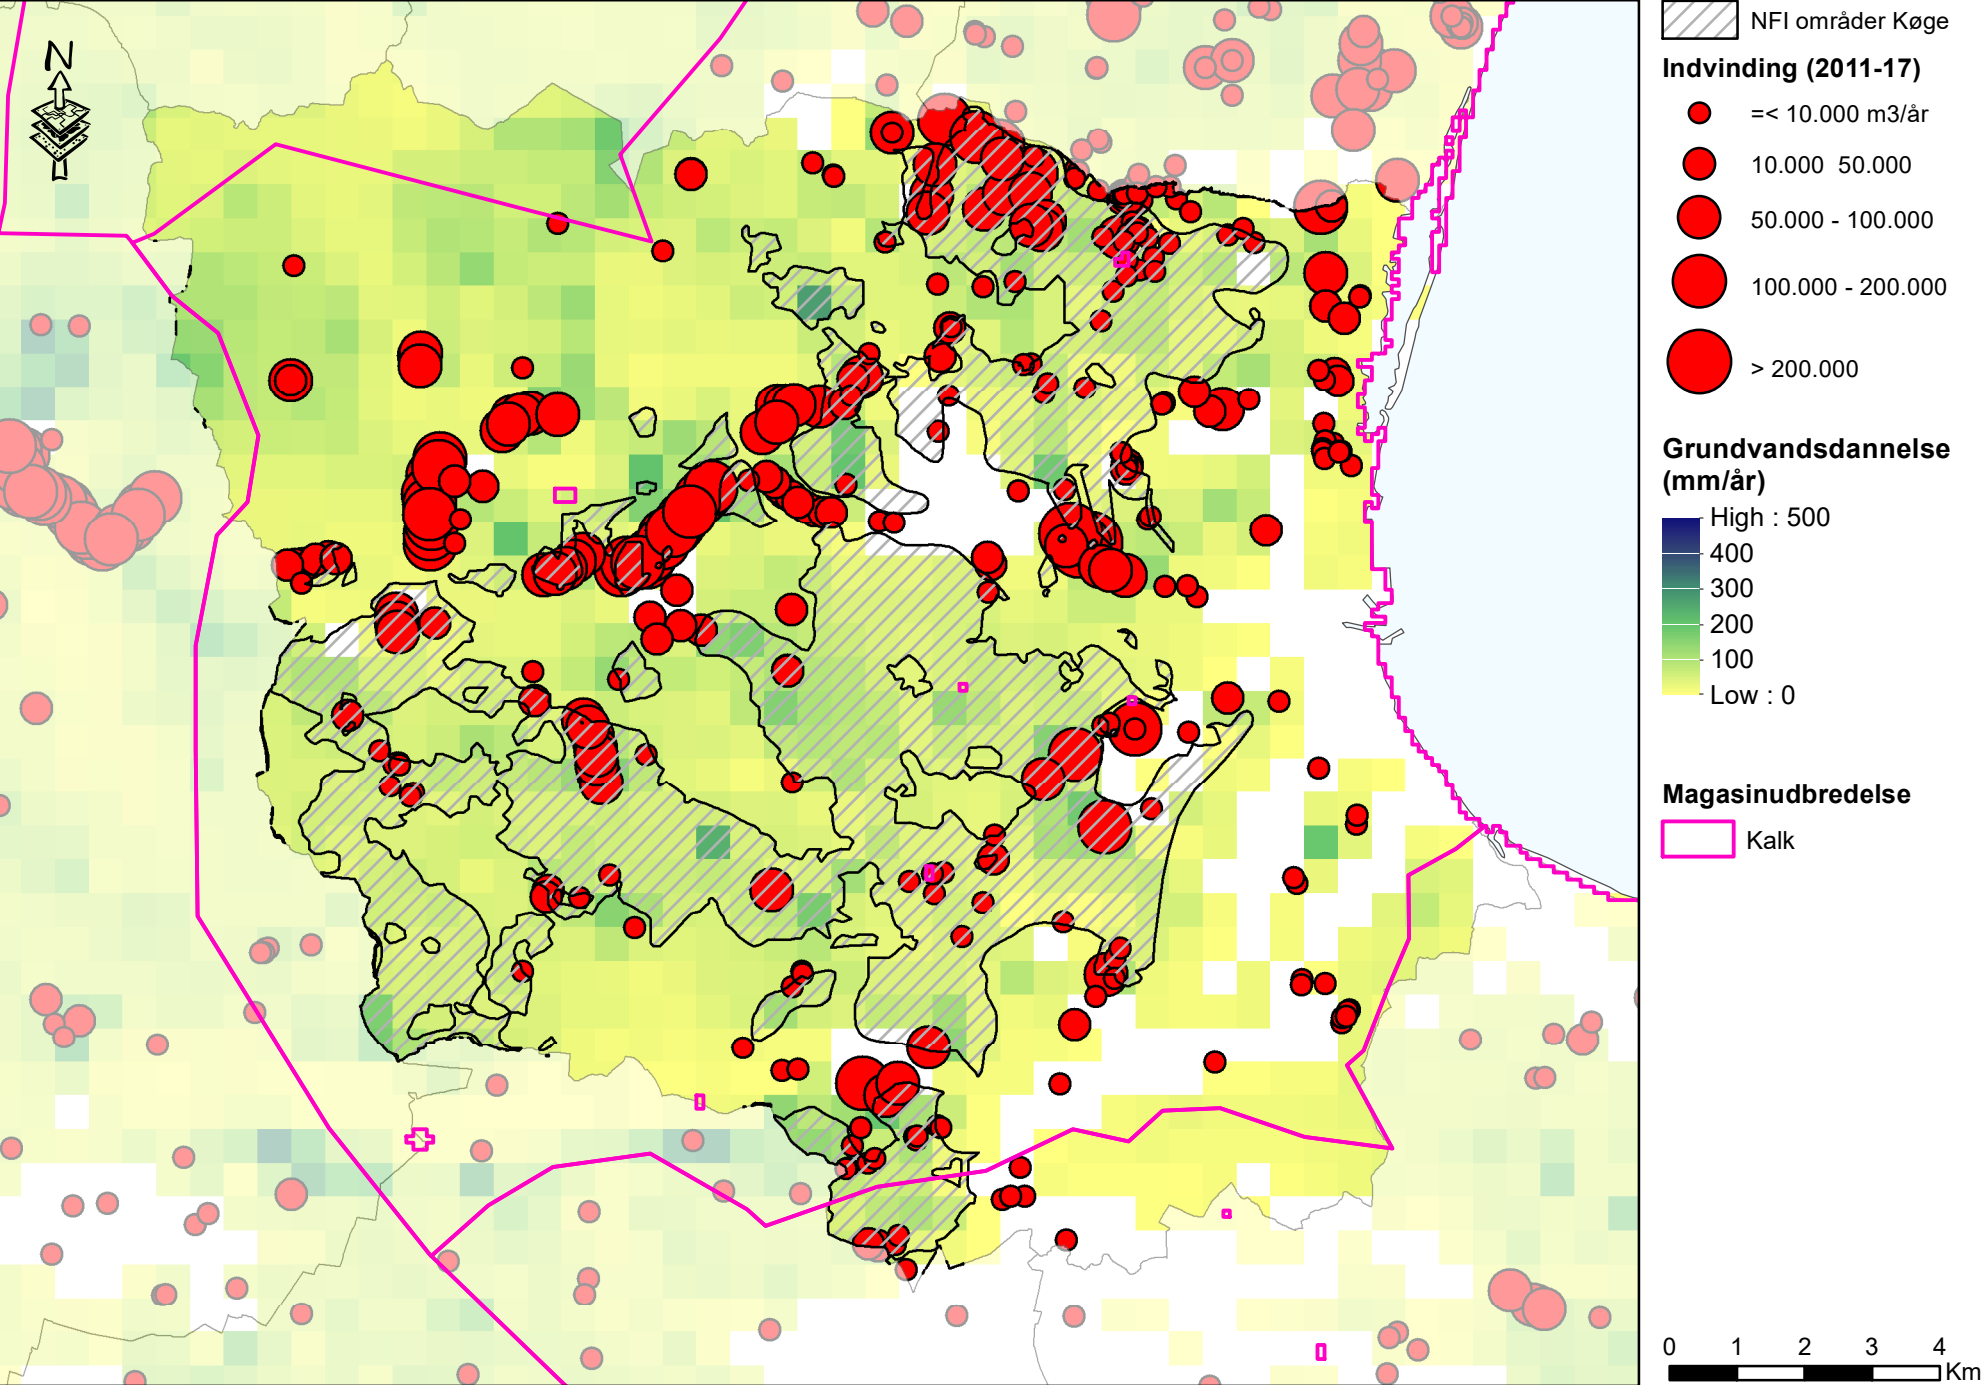 N
NFI områder Køge
Indvinding (2011-17)
=< 10.000 m3/år
10.000 50.000
50.000 - 100.000
100.000 - 200.000
> 200.000
Grundvandsdannelse
(mm/år)
High : 500
400
300
200
100
Low : 0
Magasinudbredelse
Kalk
0 1 2 3 4
Km